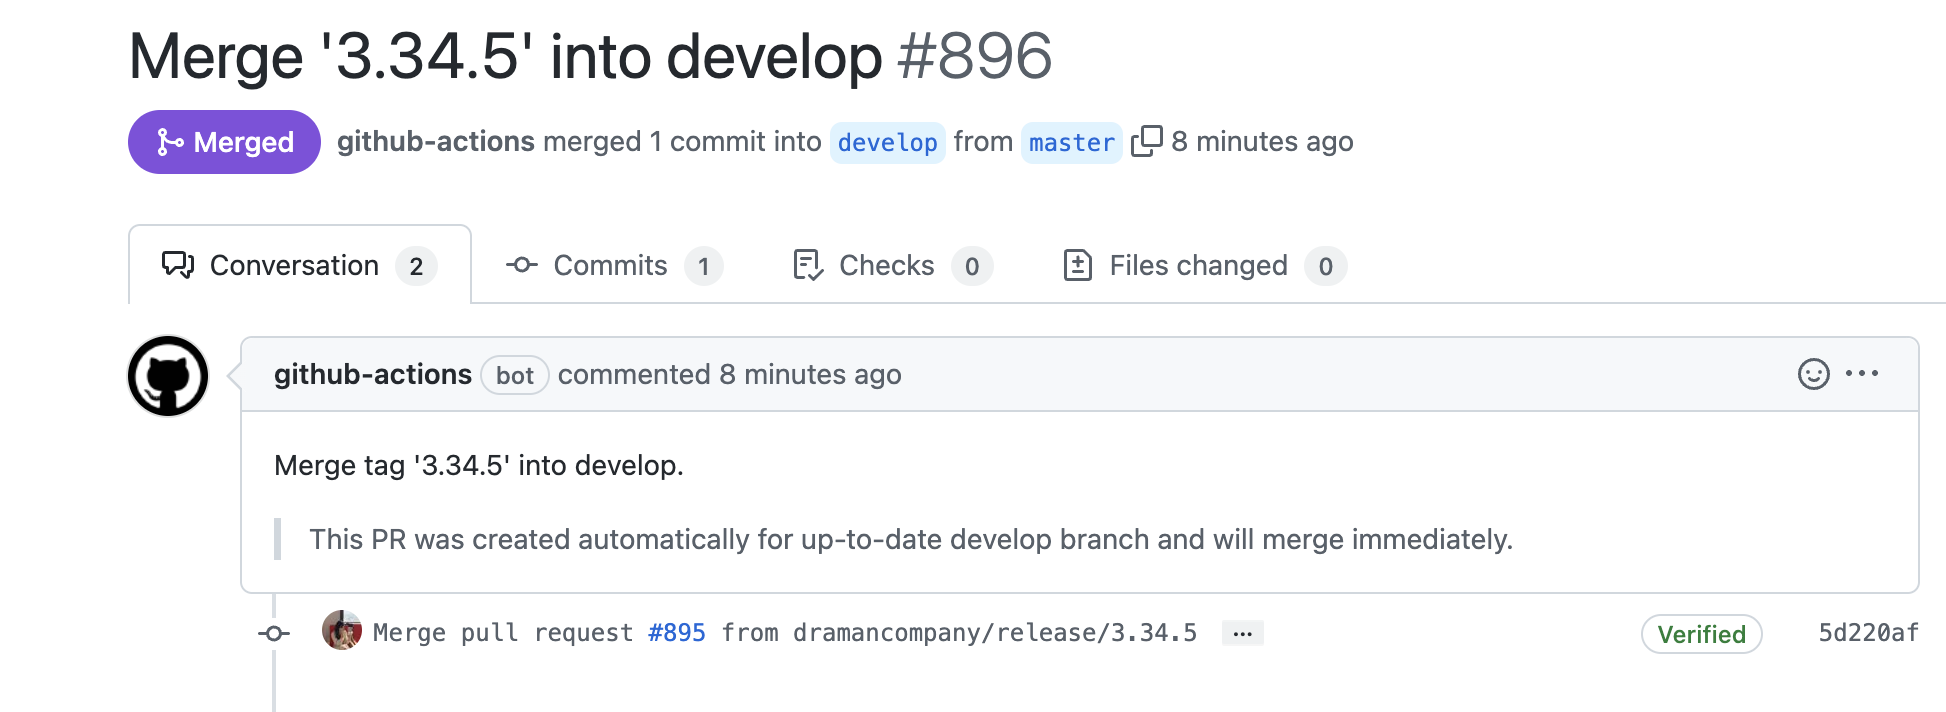 Merge '3.34.5' into develop #896
Merged github-actions merged 1 commit into develop from master 8 minutes ago
Conversation 2 Commits 1 Checks 0 Files changed 0
github-actions bot commented 8 minutes ago
Merge tag '3.34.5' into develop.
This PR was created automatically for up-to-date develop branch and will merge immediately.
Merge pull request #895 from dramancompany/release/3.34.5 ... Verified 5d220af